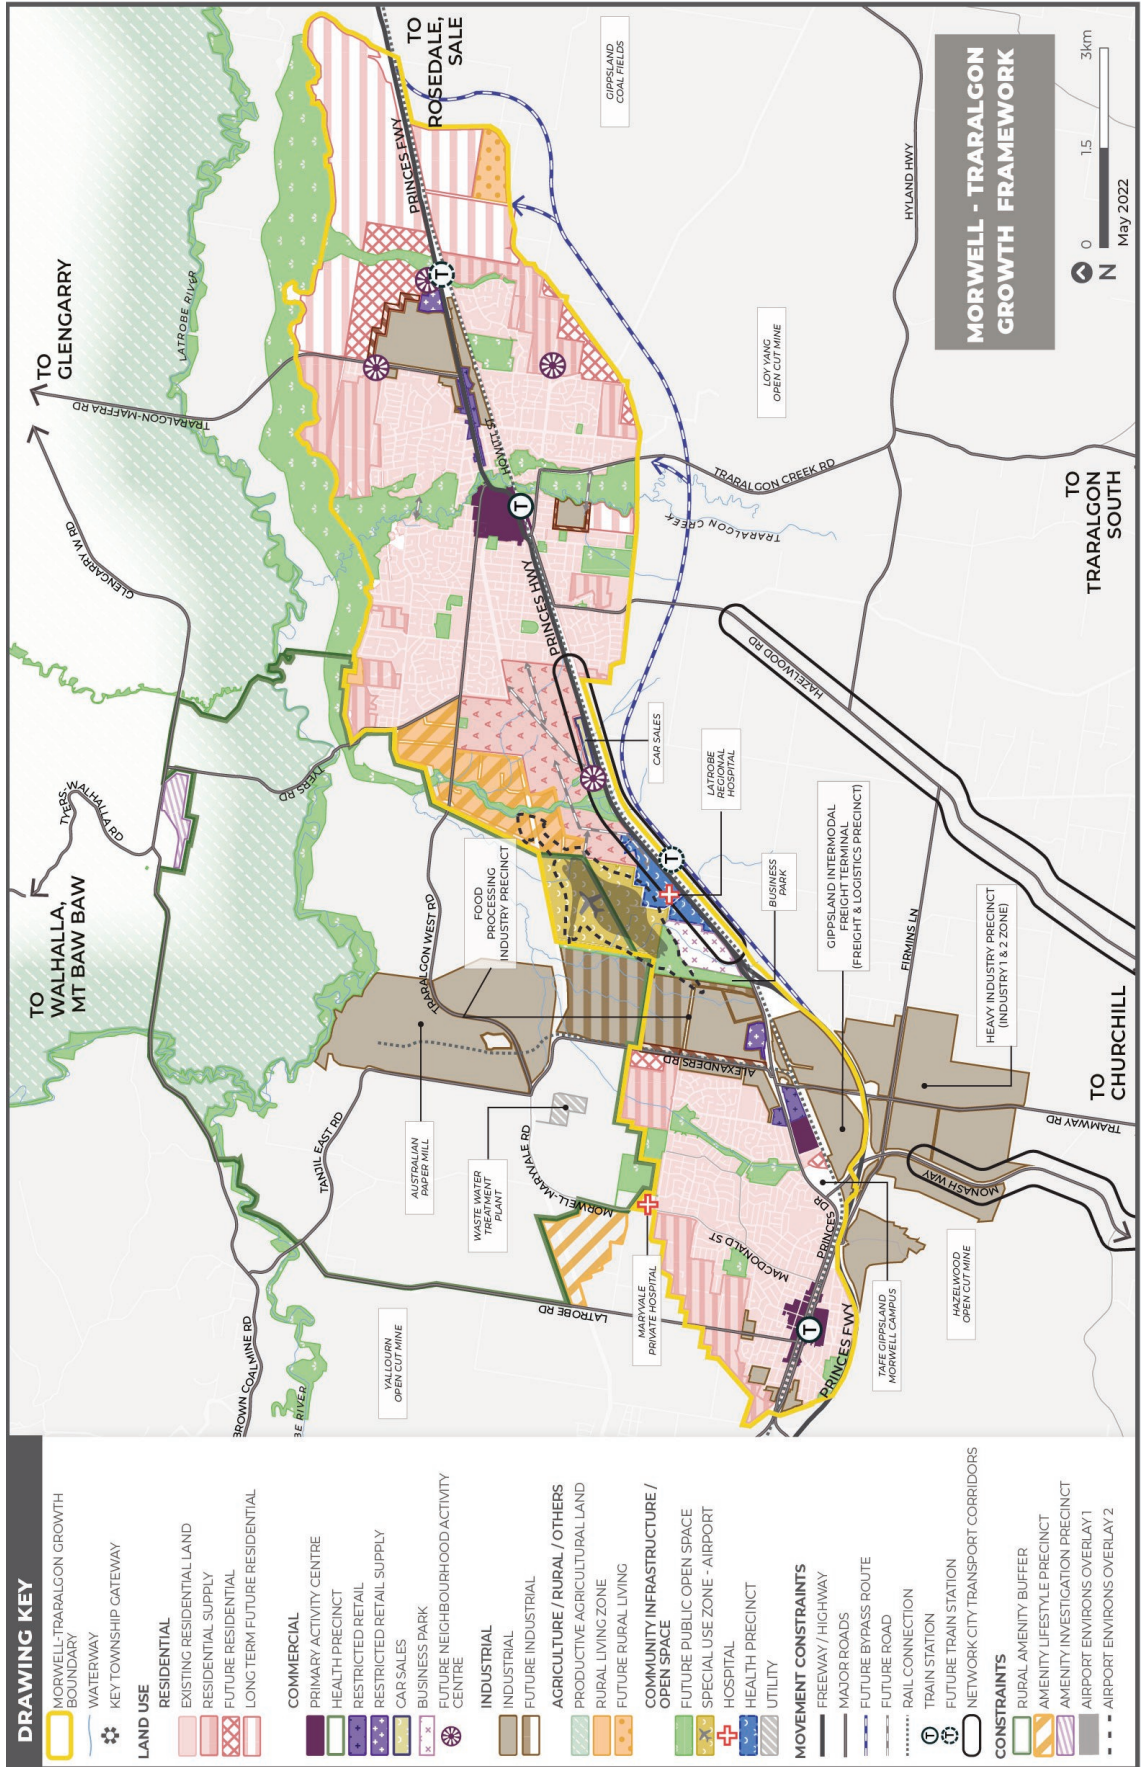 DRAWING KEY
MORWELL-TRARALGON GROWTH
BOUNDARY
WATERWAY
KEY TOWNSHIP GATEWAY
LAND USE
RESIDENTIAL
EXISTING RESIDENTIAL LAND
RESIDENTIAL SUPPLY
FUTURE RESIDENTIAL
LONG TERM FUTURE RESIDENTIAL
COMMERCIAL
PRIMARY ACTIVITY CENTRE
HEALTH PRECINCT
RESTRICTED RETAIL
RESTRICTED RETAIL SUPPLY
CAR SALES
BUSINESS PARK
FUTURE NEIGHBOURHOOD ACTIVITY
CENTRE
INDUSTRIAL
INDUSTRIAL
FUTURE INDUSTRIAL
AGRICULTURE / RURAL / OTHERS
PRODUCTIVE AGRICULTURAL LAND
RURAL LIVING ZONE
FUTURE RURAL LIVING
COMMUNITY INFRASTRUCTURE /
OPEN SPACE
FUTURE PUBLIC OPEN SPACE
SPECIAL USE ZONE - AIRPORT
HOSPITAL
HEALTH PRECINCT
UTILITY
MOVEMENT CONSTRAINTS
FREEWAY / HIGHWAY
MAJOR ROADS
FUTURE BYPASS ROUTE
FUTURE ROAD
RAIL CONNECTION
T TRAIN STATION
T FUTURE TRAIN STATION
NETWORK CITY TRANSPORT CORRIDORS
CONSTRAINTS
RURAL AMENITY BUFFER
AMENITY LIFESTYLE PRECINCT
AMENITY INVESTIGATION PRECINCT
AIRPORT ENVIRONS OVERLAY 1
AIRPORT ENVIRONS OVERLAY 2
TO
WALHALLA,
MT BAW BAW
TYERS-WALHALLA RD
GLENGARRY W RD
TO
GLENGARRY
TRARALGON-MAFFRA RD
LATROBE RIVER
TO
ROSEDALE,
SALE
PRINCES FWY
GIPPSLAND
COAL FIELDS
BROWN COALMINE RD
BE RIVER
YALLOURN
OPEN CUT MINE
TANJIL EAST RD
LATROBE RD
AUSTRALIAN
PAPER MILL
WASTE WATER
TREATMENT
PLANT
MORWELL-MARYVALE RD
MARYVALE
PRIVATE HOSPITAL
TRARALGON WEST RD
FOOD
PROCESSING
INDUSTRY PRECINCT
TYERS RD
ALEXANDERS RD
MACDONALD ST
PRINCES DR
T
PRINCES FWY
TAFE GIPPSLAND
MORWELL CAMPUS
HAZELWOOD
OPEN CUT MINE
MONASH WAY
TRAMWAY RD
TO
CHURCHILL
HEAVY INDUSTRY PRECINCT
(INDUSTRY 1 & 2 ZONE)
FIRMINS LN
GIPPSLAND INTERMODAL
FREIGHT TERMINAL
(FREIGHT & LOGISTICS PRECINCT)
BUSINESS
PARK
LATROBE
REGIONAL
HOSPITAL
T
CAR SALES
A
A
A
A
A
A
A
PRINCES HWY
T
HOWITT ST
T
HAZELWOOD RD
TRARALGON CREEK
TRARALGON CREEK RD
LOY YANG
OPEN CUT MINE
TO
TRARALGON
SOUTH
HYLAND HWY
MORWELL - TRARALGON
GROWTH FRAMEWORK
N
0
1.5
3km
May 2022